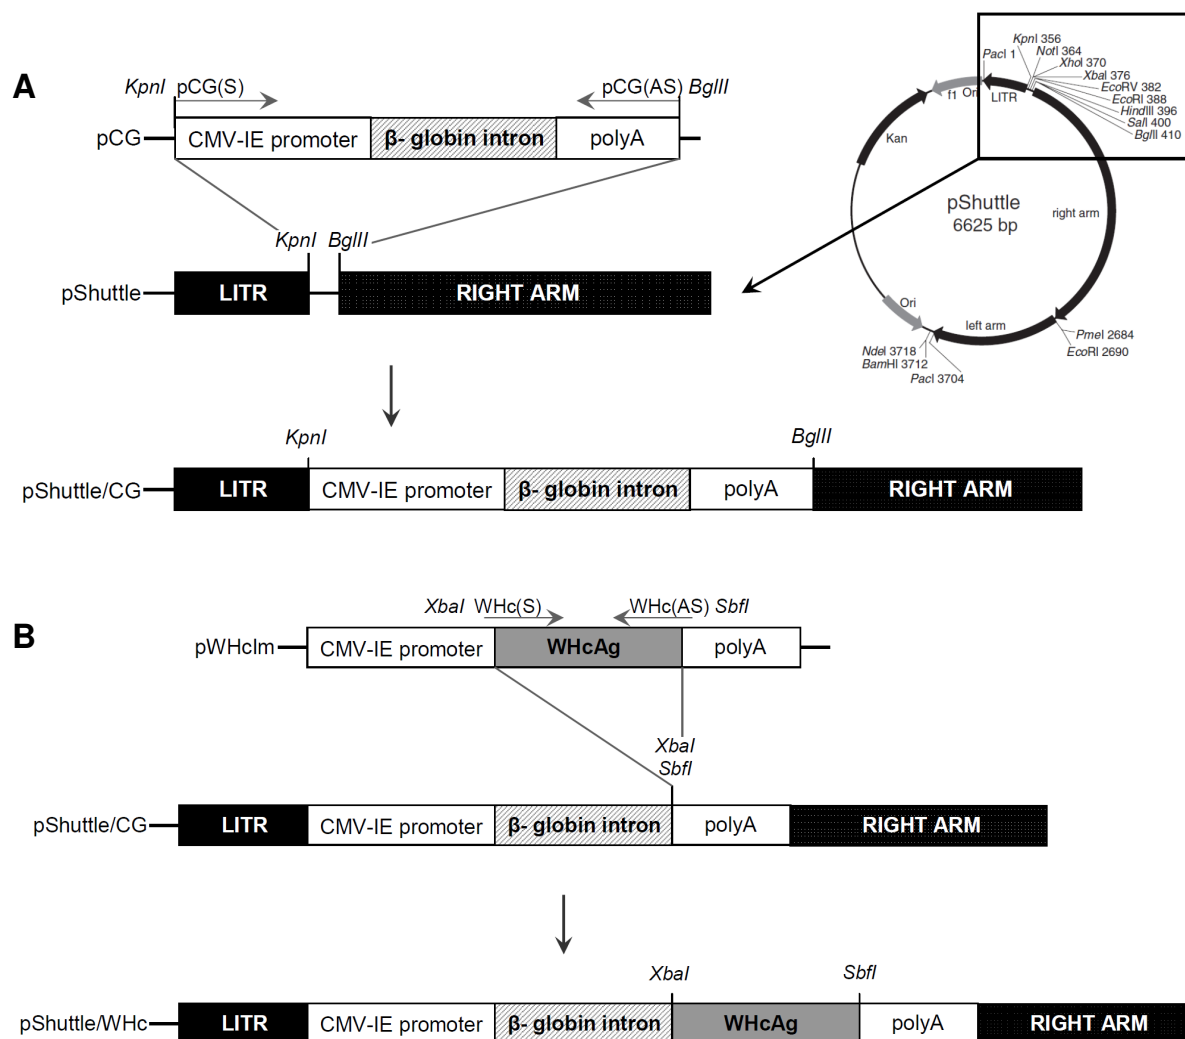 A
KpnI pCG(S) pCG(AS) BglII
pCG CMV-IE promoter β- globin intron polyA
KpnI BglII
pShuttle LITR RIGHT ARM
KpnI 356
NotI 364
PacI 1
XhoI 370
XbaI 376
EcoRV 382
EcoRI 388
HindIII 396
SalI 400
BglII 410
f1 Ori
LITR
Kan
pShuttle
6625 bp
right arm
Ori
left arm
PmeI 2684
EcoRI 2690
NdeI 3718
BamHI 3712
PacI 3704
KpnI BglII
pShuttle/CG LITR CMV-IE promoter β- globin intron polyA RIGHT ARM
B
XbaI WHc(S) WHc(AS) SbfI
pWHcIm CMV-IE promoter WHcAg polyA
XbaI
SbfI
pShuttle/CG LITR CMV-IE promoter β- globin intron polyA RIGHT ARM
XbaI SbfI
pShuttle/WHc LITR CMV-IE promoter β- globin intron WHcAg polyA RIGHT ARM